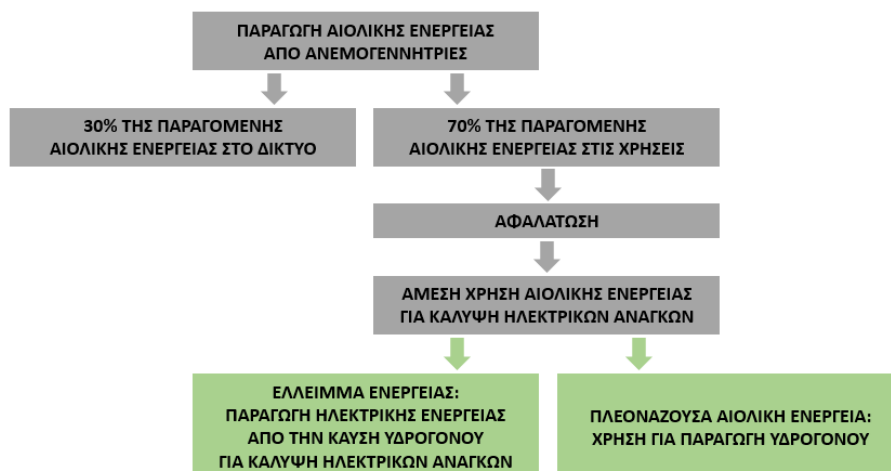 ΠΑΡΑΓΩΓΗ ΑΙΟΛΙΚΗΣ ΕΝΕΡΓΕΙΑΣ
ΑΠΟ ΑΝΕΜΟΓΕΝΝΗΤΡΙΕΣ
30% ΤΗΣ ΠΑΡΑΓΟΜΕΝΗΣ
ΑΙΟΛΙΚΗΣ ΕΝΕΡΓΕΙΑΣ ΣΤΟ ΔΙΚΤΥΟ
70% ΤΗΣ ΠΑΡΑΓΟΜΕΝΗΣ
ΑΙΟΛΙΚΗΣ ΕΝΕΡΓΕΙΑΣ ΣΤΙΣ ΧΡΗΣΕΙΣ
ΑΦΑΛΑΤΩΣΗ
ΑΜΕΣΗ ΧΡΗΣΗ ΑΙΟΛΙΚΗΣ ΕΝΕΡΓΕΙΑΣ
ΓΙΑ ΚΑΛΥΨΗ ΗΛΕΚΤΡΙΚΩΝ ΑΝΑΓΚΩΝ
ΕΛΛΕΙΜΜΑ ΕΝΕΡΓΕΙΑΣ:
ΠΑΡΑΓΩΓΗ ΗΛΕΚΤΡΙΚΗΣ ΕΝΕΡΓΕΙΑΣ
ΑΠΟ ΤΗΝ ΚΑΥΣΗ ΥΔΡΟΓΟΝΟΥ
ΓΙΑ ΚΑΛΥΨΗ ΗΛΕΚΤΡΙΚΩΝ ΑΝΑΓΚΩΝ
ΠΛΕΟΝΑΖΟΥΣΑ ΑΙΟΛΙΚΗ ΕΝΕΡΓΕΙΑ:
ΧΡΗΣΗ ΓΙΑ ΠΑΡΑΓΩΓΗ ΥΔΡΟΓΟΝΟΥ